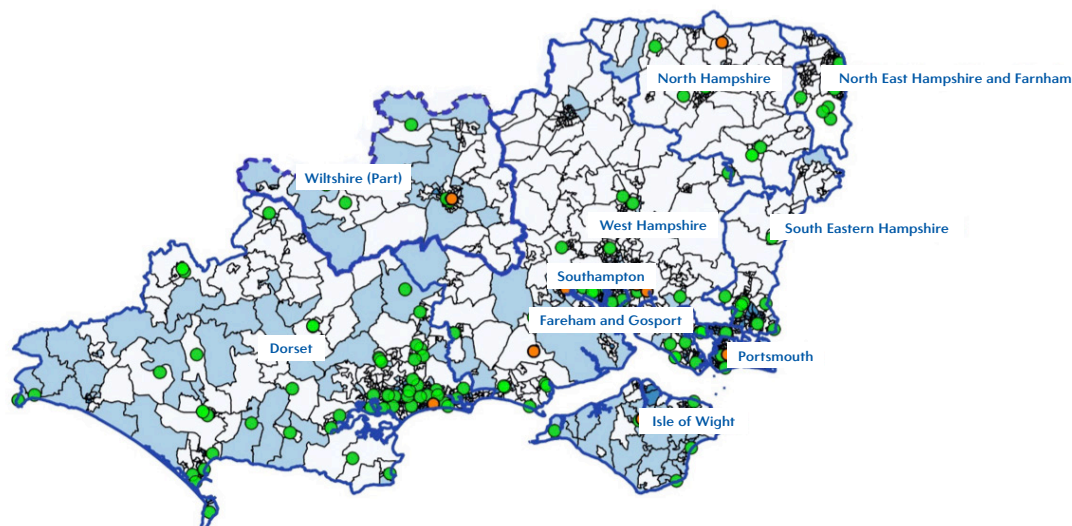 North Hampshire
North East Hampshire and Farnham
Wiltshire (Part)
West Hampshire
South Eastern Hampshire
Southampton
Fareham and Gosport
Dorset
Portsmouth
Isle of Wight